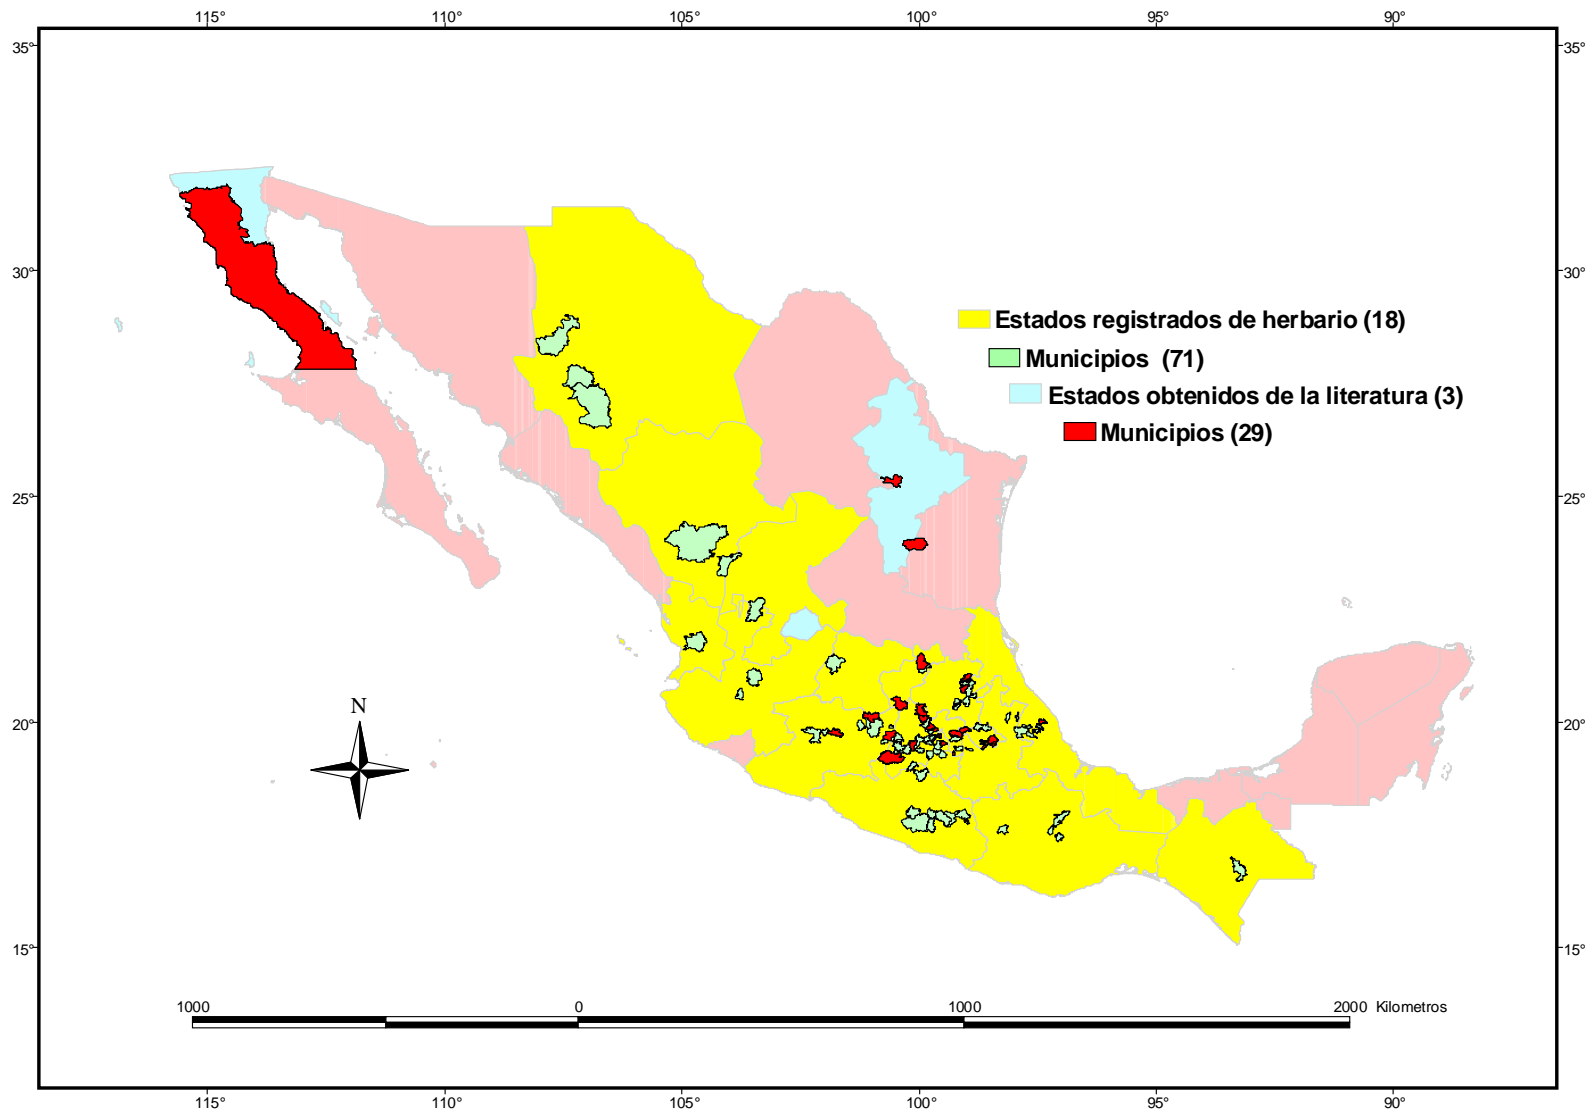 115° 110° 105° 100° 95° 90°
35° 35°
30° 30°
Estados registrados de herbario (18)
Municipios (71)
Estados obtenidos de la literatura (3)
Municipios (29)
25° 25°
N
20° 20°
15° 15°
1000 0 1000 2000 Kilometros
115° 110° 105° 100° 95° 90°